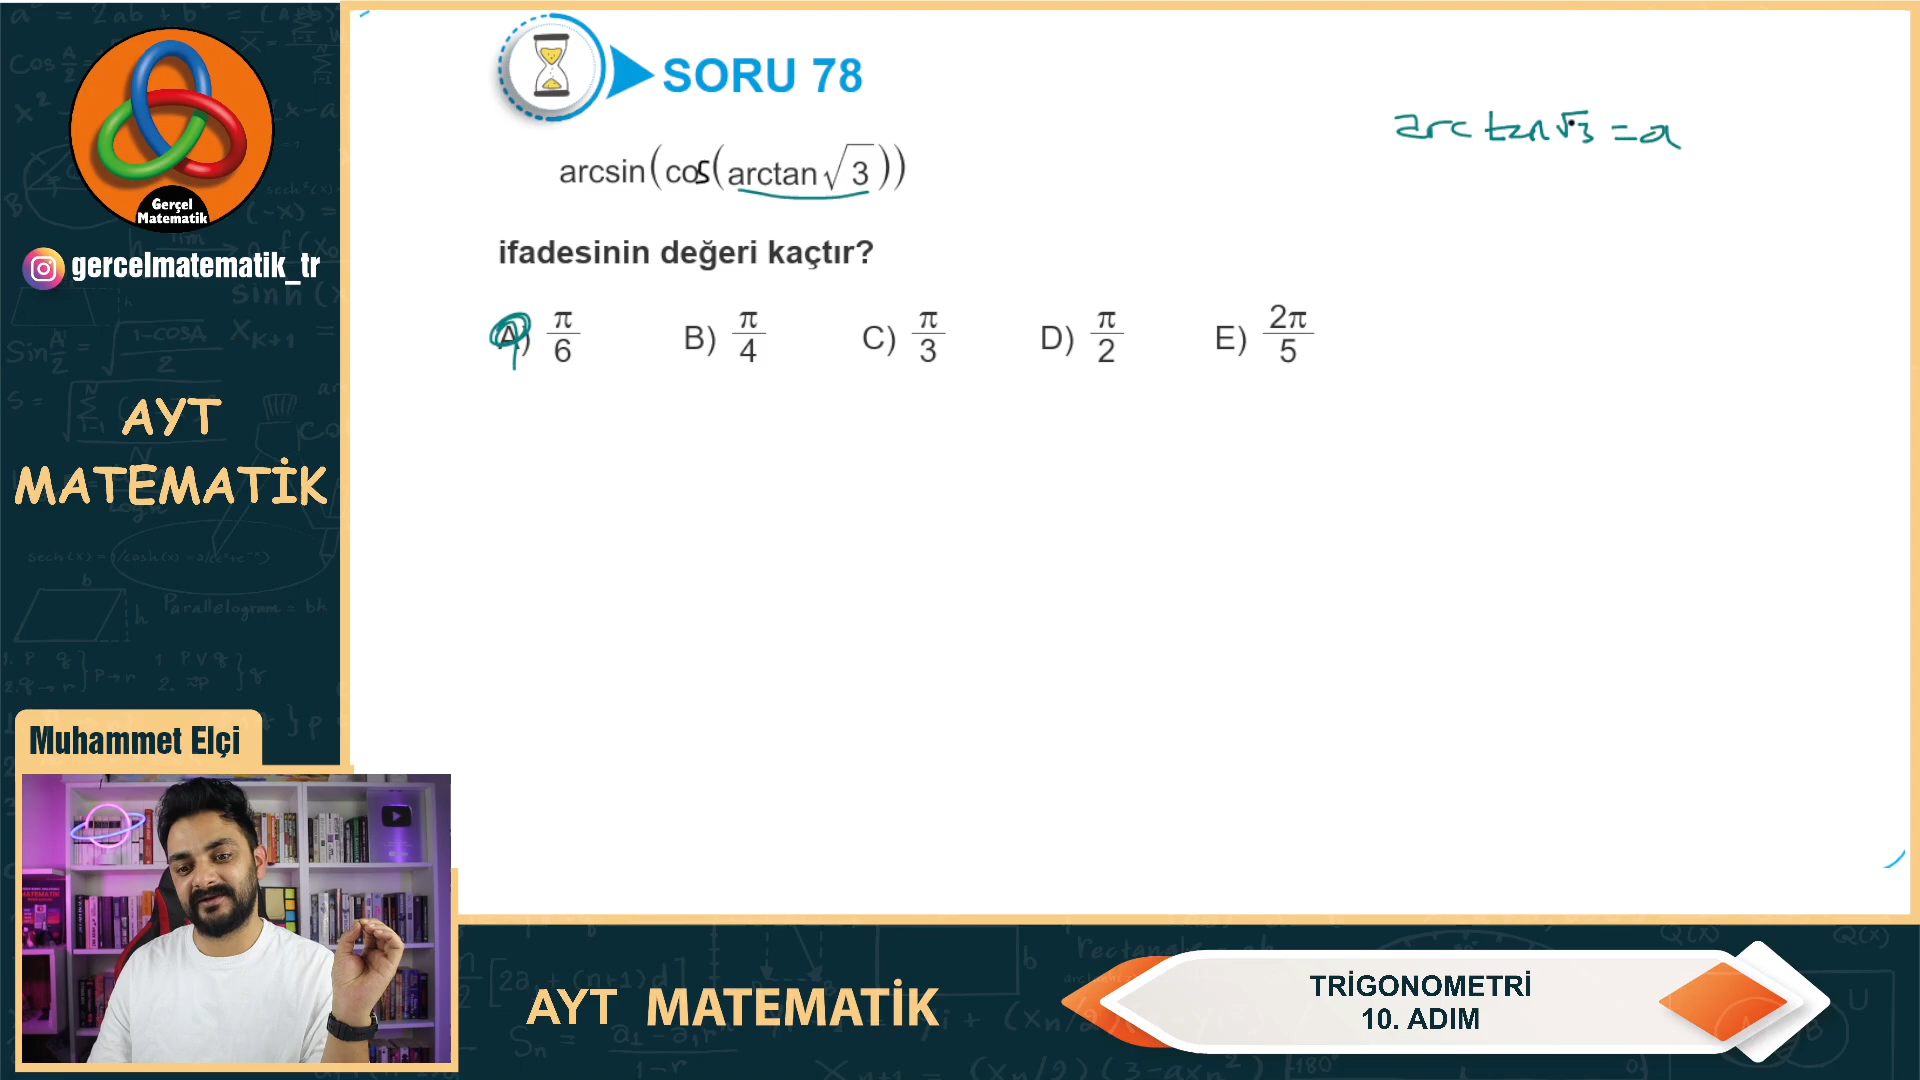 Gerçel
Matematik
gercelmatematik_tr
AYT
MATEMATİK
Muhammet Elçi
SORU 78
arcsin(cos(arctan√3))
ifadesinin değeri kaçtır?
A) π/6 B) π/4 C) π/3 D) π/2 E) 2π/5
arctan√3 = a
AYT MATEMATİK
TRİGONOMETRİ
10. ADIM